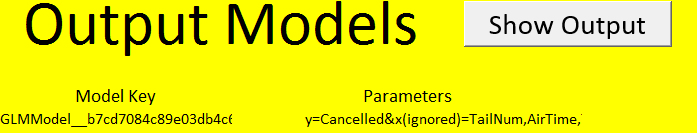 Output Models
Show Output
Model Key Parameters
GLMModel__b7cd7084c89e03db4c6 y=Cancelled&x(ignored)=TailNum,AirTime,